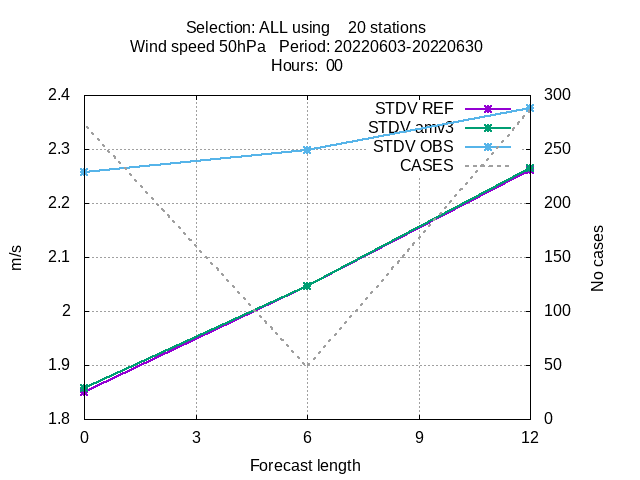 Selection: ALL using    20 stations
Wind speed 50hPa   Period: 20220603-20220630
Hours:  00
2.4
2.3
2.2
2.1
2
1.9
1.8
300
250
200
150
100
50
0
0
3
6
9
12
STDV REF
STDV amv3
STDV OBS
CASES
m/s
No cases
Forecast length